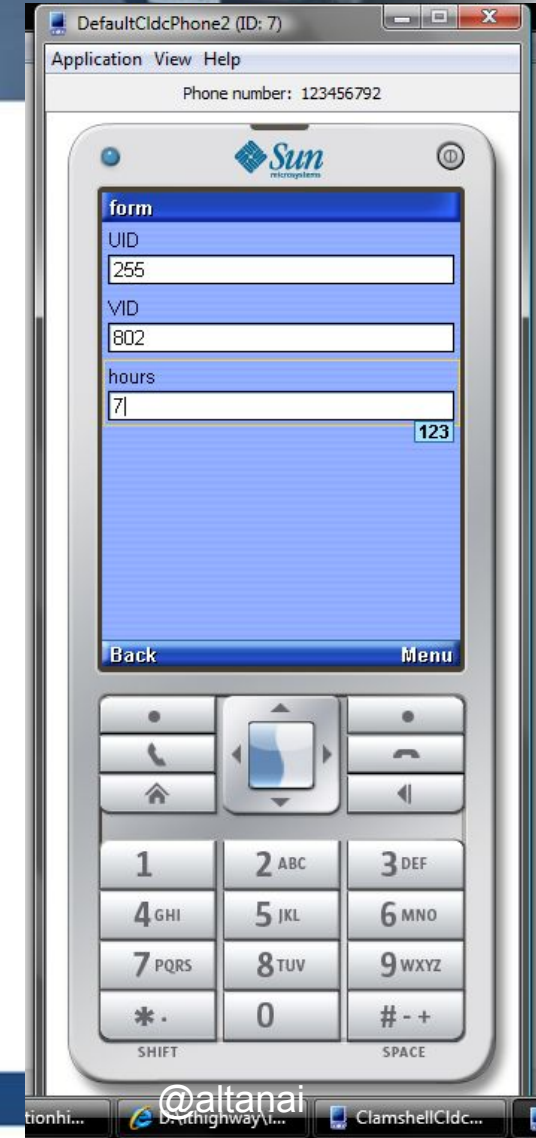 DefaultCldcPhone2 (ID: 7)
Application View Help
Phone number: 123456792
Sun
microsystems
form
UID
255
VID
802
hours
7
123
Back Menu
1 2 ABC 3 DEF
4 GHI 5 JKL 6 MNO
7 PQRS 8 TUV 9 WXYZ
* . 0 # - +
SHIFT SPACE
@altanai
tionhi... ClamshellCldc...